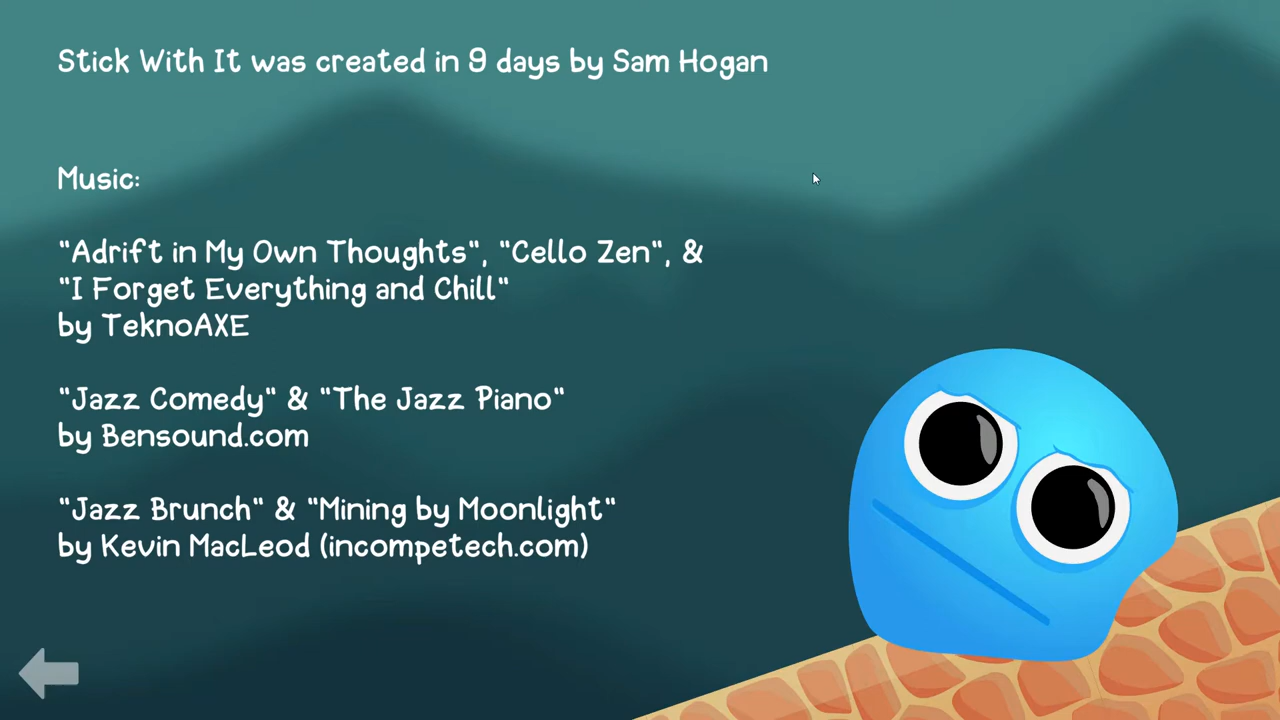 Stick With It was created in 9 days by Sam Hogan
Music:
"Adrift in My Own Thoughts", "Cello Zen", &
"I Forget Everything and Chill"
by TeknoAXE
"Jazz Comedy" & "The Jazz Piano"
by Bensound.com
"Jazz Brunch" & "Mining by Moonlight"
by Kevin MacLeod (incompetech.com)